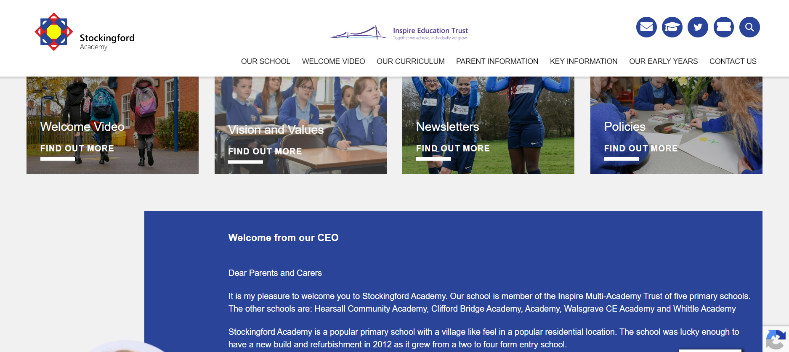 Stockingford
Academy
Inspire Education Trust
Together we achieve, individually we grow
OUR SCHOOL WELCOME VIDEO OUR CURRICULUM PARENT INFORMATION KEY INFORMATION OUR EARLY YEARS CONTACT US
Welcome Video
FIND OUT MORE
Vision and Values
FIND OUT MORE
Newsletters
FIND OUT MORE
Policies
FIND OUT MORE
Welcome from our CEO
Dear Parents and Carers
It is my pleasure to welcome you to Stockingford Academy. Our school is member of the Inspire Multi-Academy Trust of five primary schools.
The other schools are: Hearsall Community Academy, Clifford Bridge Academy, Academy, Walsgrave CE Academy and Whittle Academy
Stockingford Academy is a popular primary school with a village like feel in a popular residential location. The school was lucky enough to
have a new build and refurbishment in 2012 as it grew from a two to four form entry school.